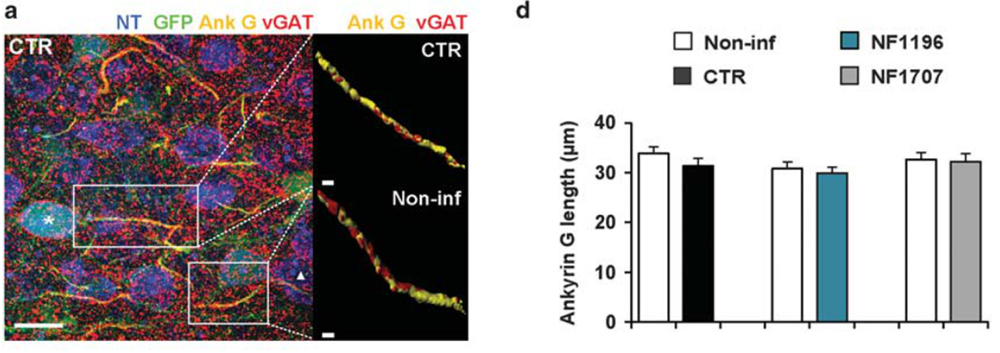 a
NT GFP Ank G vGAT Ank G vGAT
CTR
CTR
*
Non-inf
d
Non-inf
NF1196
CTR
NF1707
Ankyrin G length (µm)
40
30
20
10
0